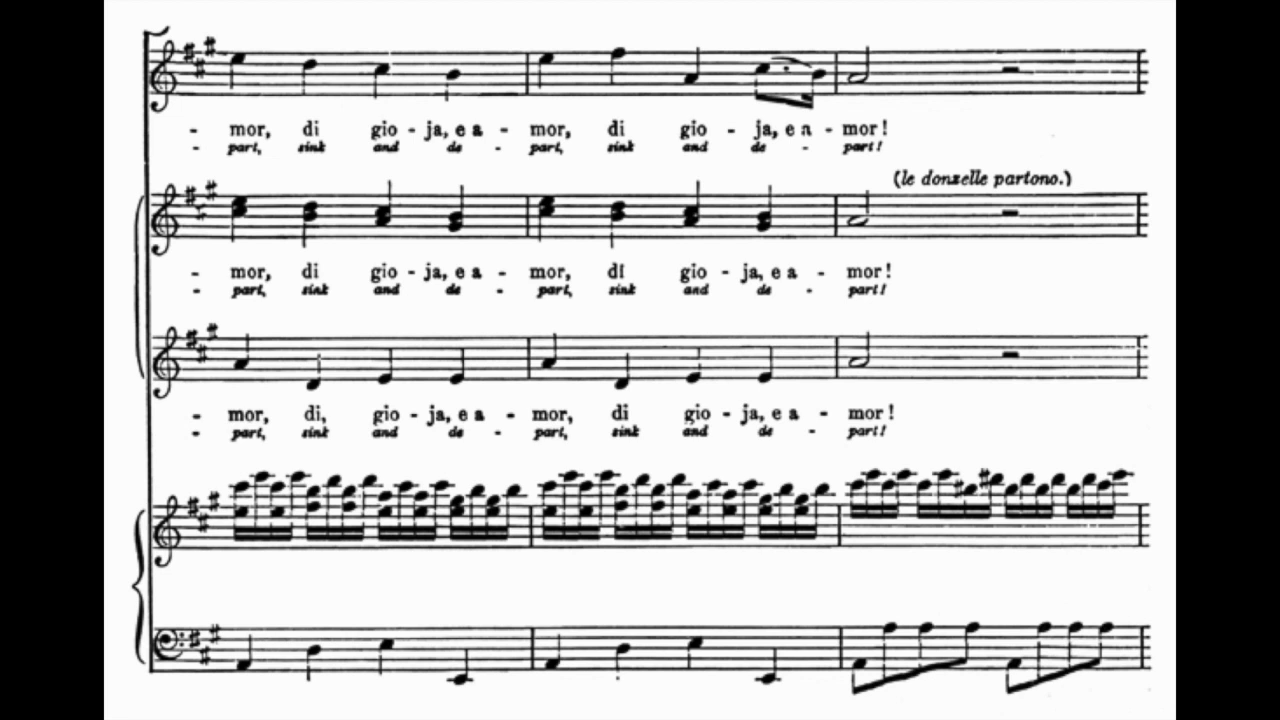 - mor, di gio - ja, e a - mor, di gio - ja, e a - mor!
- part, sink and de - part, sink and de - part!
(le donzelle partono.)
- mor, di gio - ja, e a - mor, di gio - ja, e a - mor!
- part, sink and de - part, sink and de - part!
- mor, di, gio - ja, e a - mor, di gio - ja, e a - mor!
- part, sink and de - part, sink and de - part!